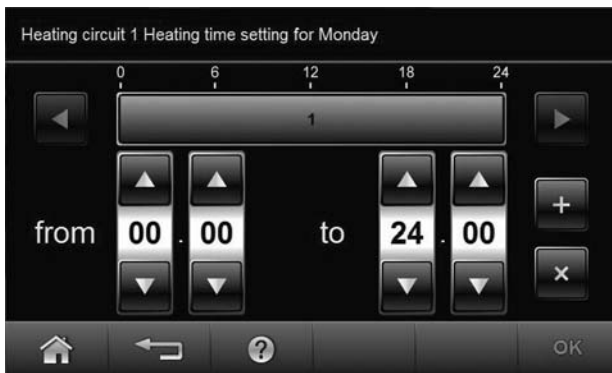 Heating circuit 1 Heating time setting for Monday
0 6 12 18 24
1
from 00 . 00 to 24 . 00
+
×
? OK